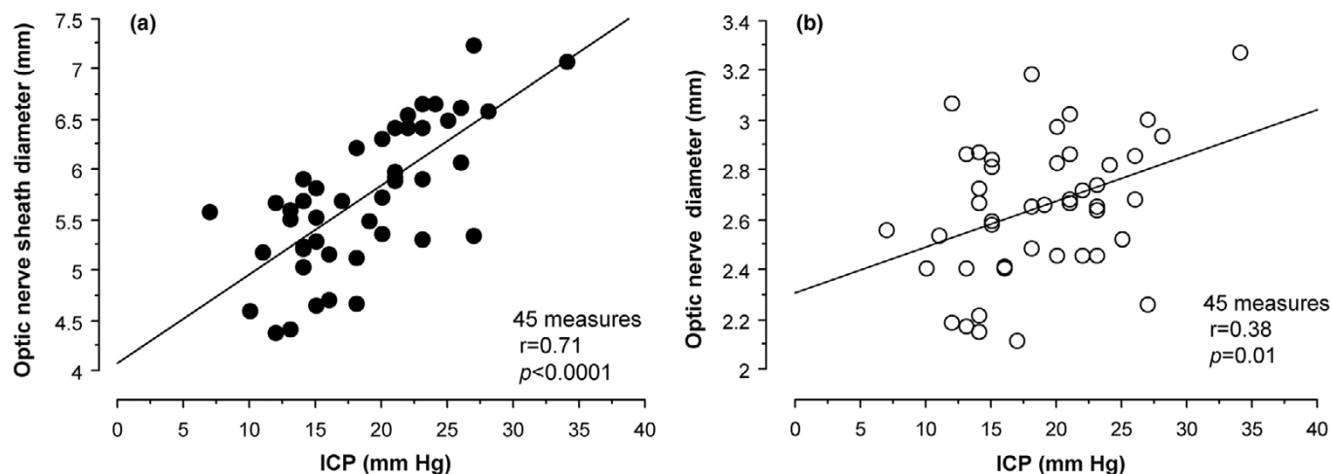 (a)
Optic nerve sheath diameter (mm)
7.5
7
6.5
6
5.5
5
4.5
4
45 measures
r=0.71
p<0.0001
0 5 10 15 20 25 30 35 40
ICP (mm Hg)
(b)
Optic nerve diameter (mm)
3.4
3.2
3
2.8
2.6
2.4
2.2
2
45 measures
r=0.38
p=0.01
0 5 10 15 20 25 30 35 40
ICP (mm Hg)